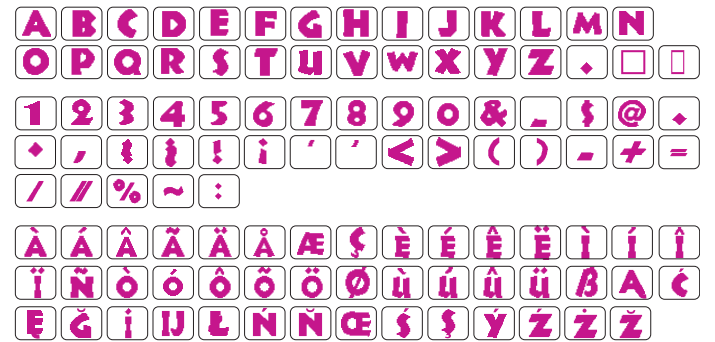 A B C D E F G H I J K L M N
O P Q R S T U V W X Y Z .
1 2 3 4 5 6 7 8 9 0 & _ $ @ .
· , { } ! ¡ ' ' < > ( ) - + =
/ // % ~ :
À Á Â Ã Ä Å Æ Ç È É Ê Ë Ì Í Î
Ï Ñ Ò Ó Ô Õ Ö Ø Ù Ú Û Ü ß A Ć
Ę Ğ İ IJ Ł Ń Ň Œ Ś Ş Ý Ź Ż Ž